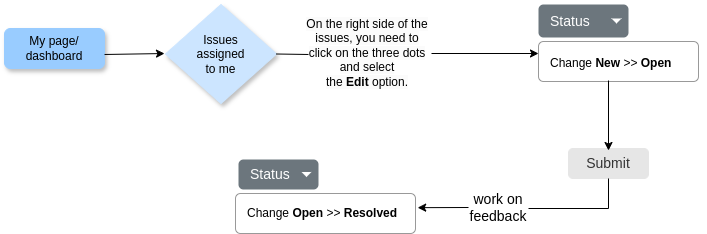 My page/
dashboard
Issues
assigned
to me
On the right side of the
issues, you need to
click on the three dots
and select
the Edit option.
Status
Change New >> Open
Submit
work on
feedback
Status
Change Open >> Resolved